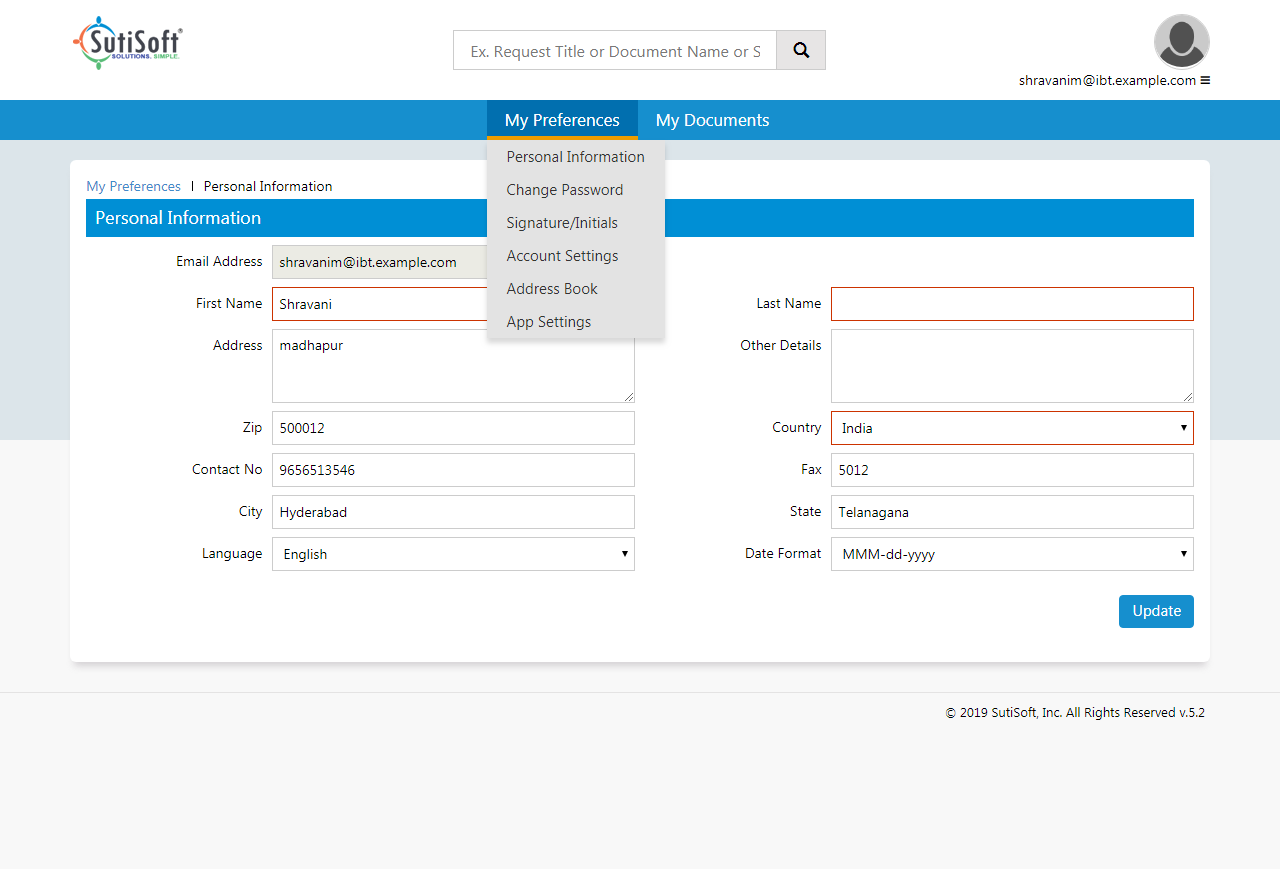 SutiSoft®
SOLUTIONS. SIMPLE.
Ex. Request Title or Document Name or S
shravanim@ibt.example.com ≡
My Preferences My Documents
Personal Information
Change Password
Signature/Initials
Account Settings
Address Book
App Settings
My Preferences I Personal Information
Personal Information
Email Address shravanim@ibt.example.com
First Name Shravani Last Name
Address madhapur Other Details
Zip 500012 Country India
Contact No 9656513546 Fax 5012
City Hyderabad State Telanagana
Language English Date Format MMM-dd-yyyy
Update
© 2019 SutiSoft, Inc. All Rights Reserved v.5.2